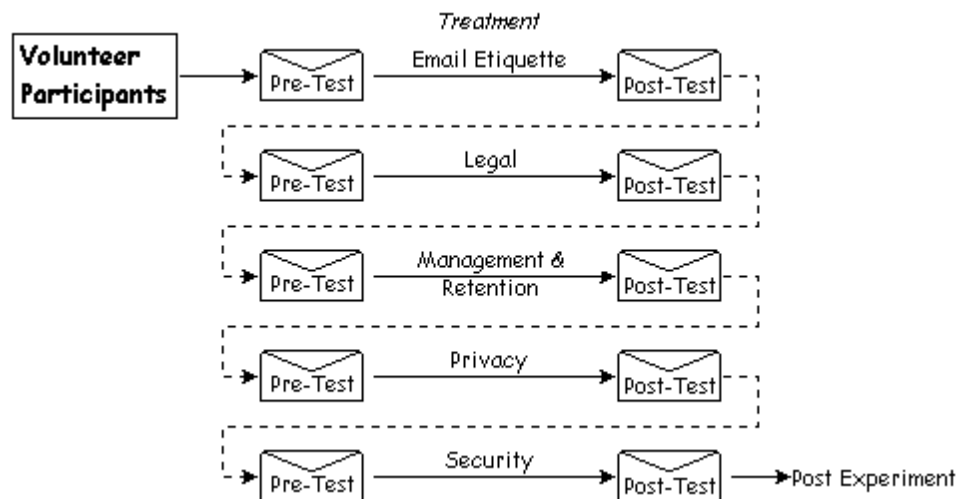 Treatment
Volunteer
Participants
Pre-Test
Email Etiquette
Post-Test
Pre-Test
Legal
Post-Test
Pre-Test
Management &
Retention
Post-Test
Pre-Test
Privacy
Post-Test
Pre-Test
Security
Post-Test
Post Experiment